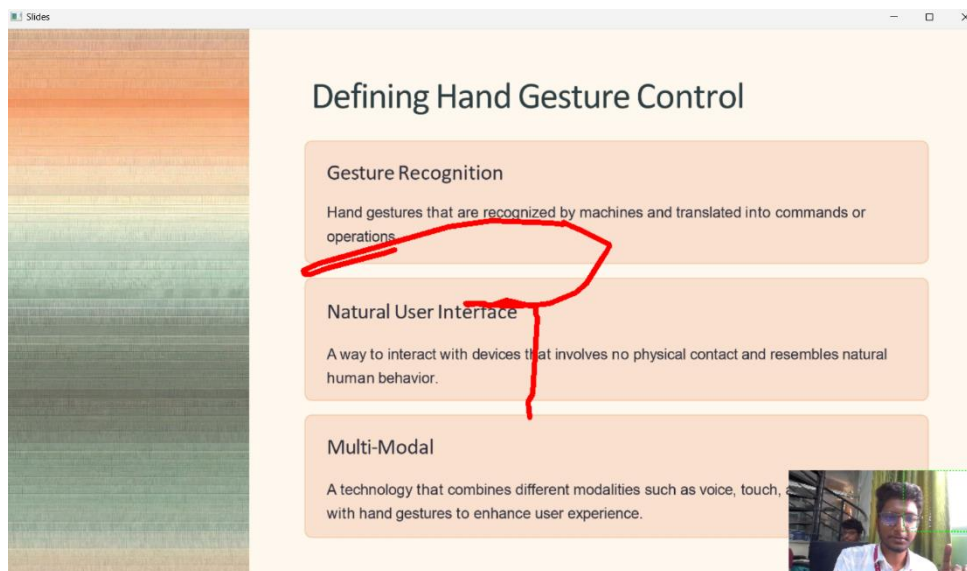 Slides
Defining Hand Gesture Control
Gesture Recognition
Hand gestures that are recognized by machines and translated into commands or
operations.
Natural User Interface
A way to interact with devices that involves no physical contact and resembles natural
human behavior.
Multi-Modal
A technology that combines different modalities such as voice, touch,
with hand gestures to enhance user experience.